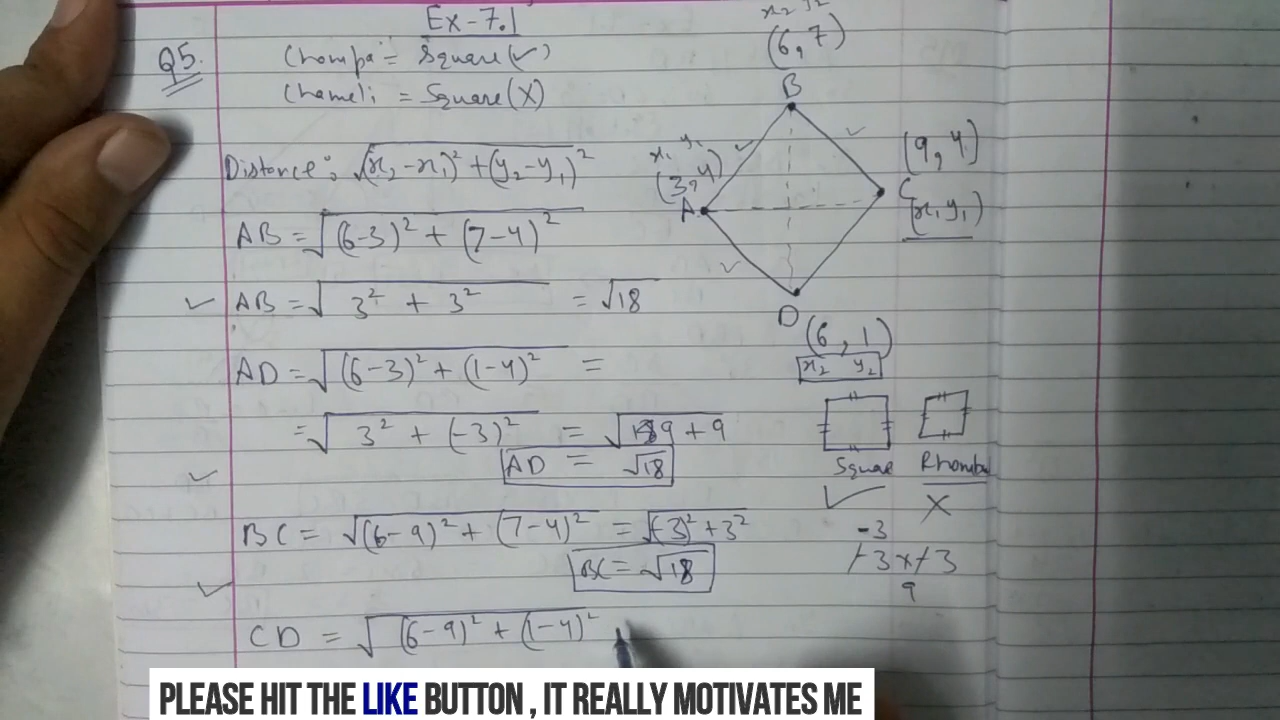 Ex-7.1
Q5.
Champa = Square (✓)
Chameli = Square (X)
Distance: √(x₂-x₁)² + (y₂-y₁)²
AB = √(6-3)² + (7-4)²
AB = √3² + 3² = √18
AD = √(6-3)² + (1-4)² =
= √3² + (-3)² = √9 + 9
AD = √18
BC = √(6-9)² + (7-4)² = √(-3)² + 3²
BC = √18
CD = √(6-9)² + (1-4)²
x₂ y₂
(6, 7)
B
x₁ y₁
(3, 4)
A
(9, 4)
C
(x₁ y₁)
D
(6, 1)
x₂ y₂
Square Rhombus
X
-3
-3 x -3
9
PLEASE HIT THE LIKE BUTTON , IT REALLY MOTIVATES ME